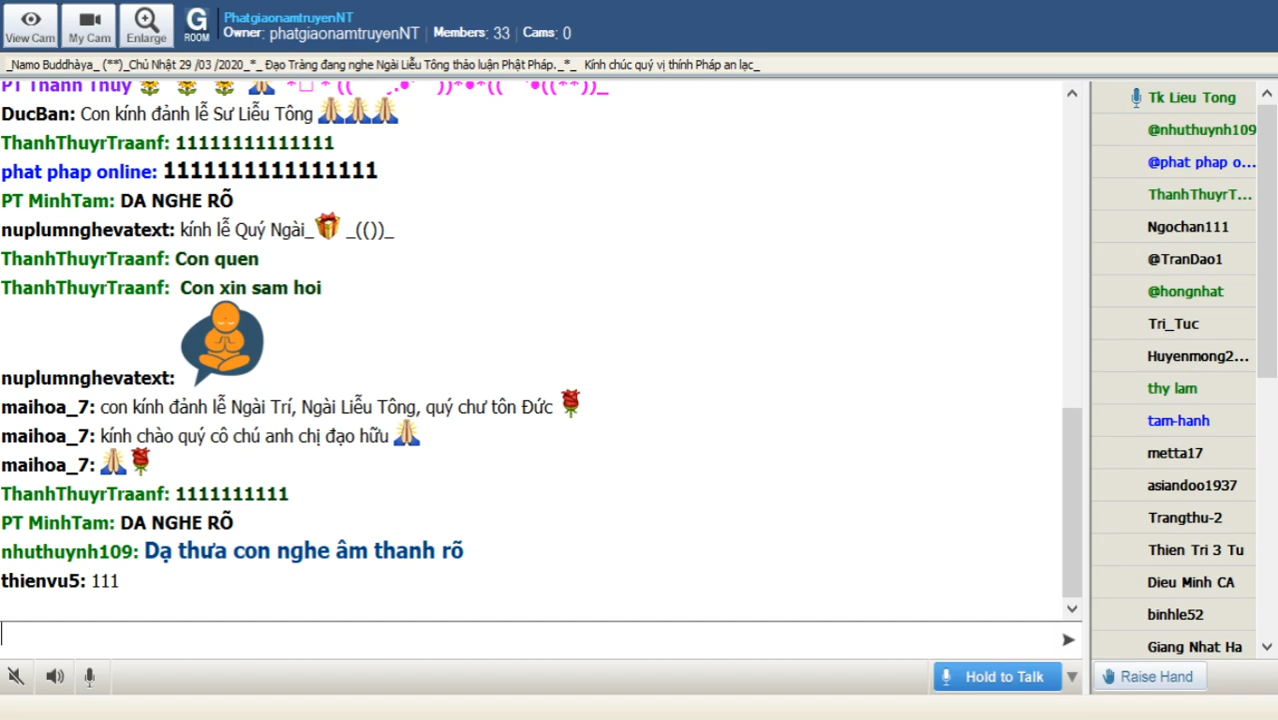 View Cam
My Cam
Enlarge
G ROOM
PhatgiaonamtruyenNT
Owner: phatgiaonamtruyenNT | Members: 33 | Cams: 0
_Namo Buddhàya_ (**)_Chủ Nhật 29 /03 /2020_*_ Đạo Tràng đang nghe Ngài Liễu Tông thảo luận Phật Pháp._*_ Kính chúc quý vị thính Pháp an lạc_
PT Thanh Thuy
DucBan: Con kính đảnh lễ Sư Liễu Tông 🙏🙏🙏
ThanhThuyrTraanf: 11111111111111
phat phap online: 1111111111111111
PT MinhTam: DA NGHE RÕ
nuplumnghevatext: kính lễ Quý Ngài_🎁 _(())_
ThanhThuyrTraanf: Con quen
ThanhThuyrTraanf: Con xin sam hoi
nuplumnghevatext:
maihoa_7: con kính đảnh lễ Ngài Trí, Ngài Liễu Tông, quý chư tôn Đức 🌹
maihoa_7: kính chào quý cô chú anh chị đạo hữu 🙏
maihoa_7: 🙏🌹
ThanhThuyrTraanf: 1111111111
PT MinhTam: DA NGHE RÕ
nhuthuynh109: Dạ thưa con nghe âm thanh rõ
thienvu5: 111
Hold to Talk
Tk Lieu Tong
@nhuthuynh109
@phat phap o...
ThanhThuyrT...
Ngochan111
@TranDao1
@hongnhat
Tri_Tuc
Huyenmong2...
thy lam
tam-hanh
metta17
asiandoo1937
Trangthu-2
Thien Tri 3 Tu
Dieu Minh CA
binhle52
Giang Nhat Ha
Raise Hand